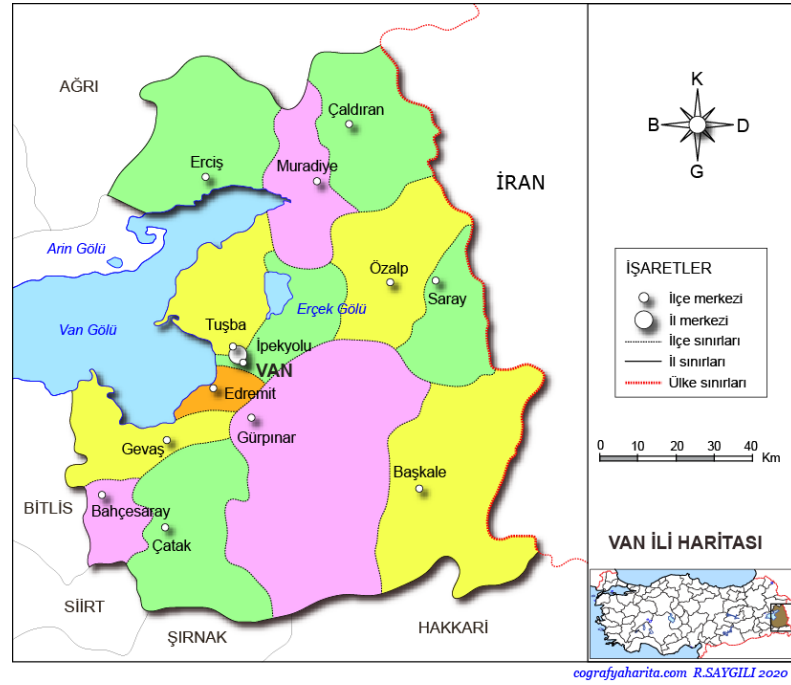 AĞRI
Çaldıran
Erciş
Muradiye
İRAN
Arin Gölü
Özalp
Saray
Erçek Gölü
Van Gölü
Tuşba
İpekyolu
VAN
Edremit
Gürpınar
Gevaş
Başkale
BİTLİS
Bahçesaray
Çatak
SİİRT
ŞIRNAK
HAKKARİ
K
B D
G
İŞARETLER
İlçe merkezi
İl merkezi
İlçe sınırları
İl sınırları
Ülke sınırları
0 10 20 30 40
Km
VAN İLİ HARİTASI
cografyaharita.com R.SAYGILI 2020